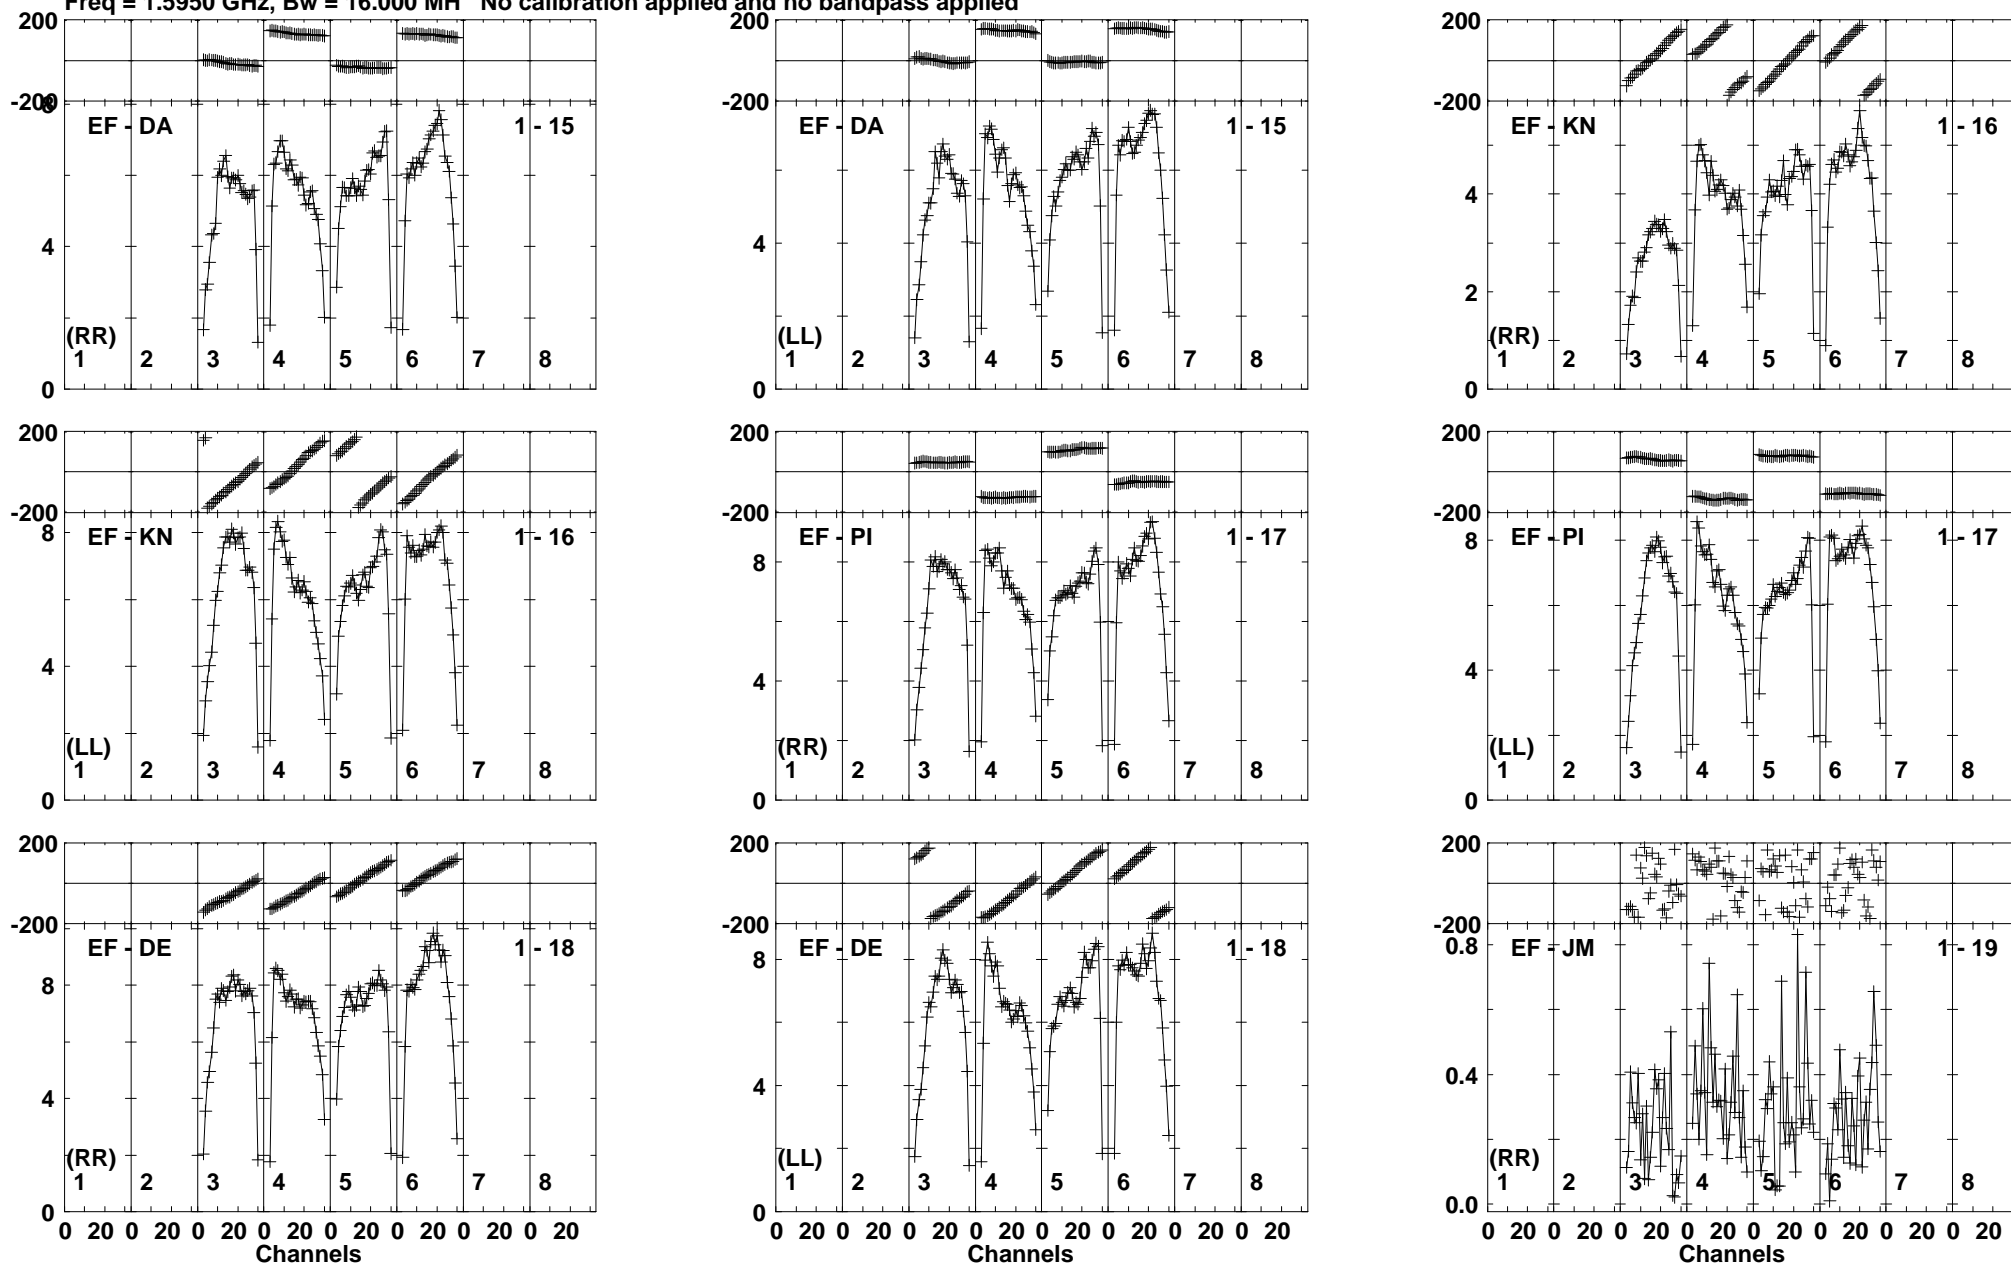 Freq = 1.5950 GHz, Bw = 16.000 MH No calibration applied and no bandpass applied
200 200 200
-200 -200 -200
EF - DA 1 - 15 EF - DA 1 - 15 EF - KN 1 - 16
4 4 4
2
(RR) (LL) (RR)
1 2 3 4 5 6 7 8 1 2 3 4 5 6 7 8 1 2 3 4 5 6 7 8
0 0 0
200 200 200
-200 -200 -200
EF - KN 1 - 16 EF - PI 1 - 17 EF - PI 1 - 17
8 8 8
4 4 4
(LL) (RR) (LL)
1 2 3 4 5 6 7 8 1 2 3 4 5 6 7 8 1 2 3 4 5 6 7 8
0 0 0
200 200 200
-200 -200 -200
EF - DE 1 - 18 EF - DE 1 - 18 EF - JM 1 - 19
8 8 0.8
4 4 0.4
(RR) (LL) (RR)
1 2 3 4 5 6 7 8 1 2 3 4 5 6 7 8 1 2 3 4 5 6 7 8
0 0 0.0
0 20 0 20 0 20 0 20 0 20 0 20 0 20 0 20 0 20 0 20 0 20 0 20 0 20 0 20 0 20 0 20 0 20 0 20 0 20 0 20 0 20 0 20 0 20 0 20
Channels Channels Channels